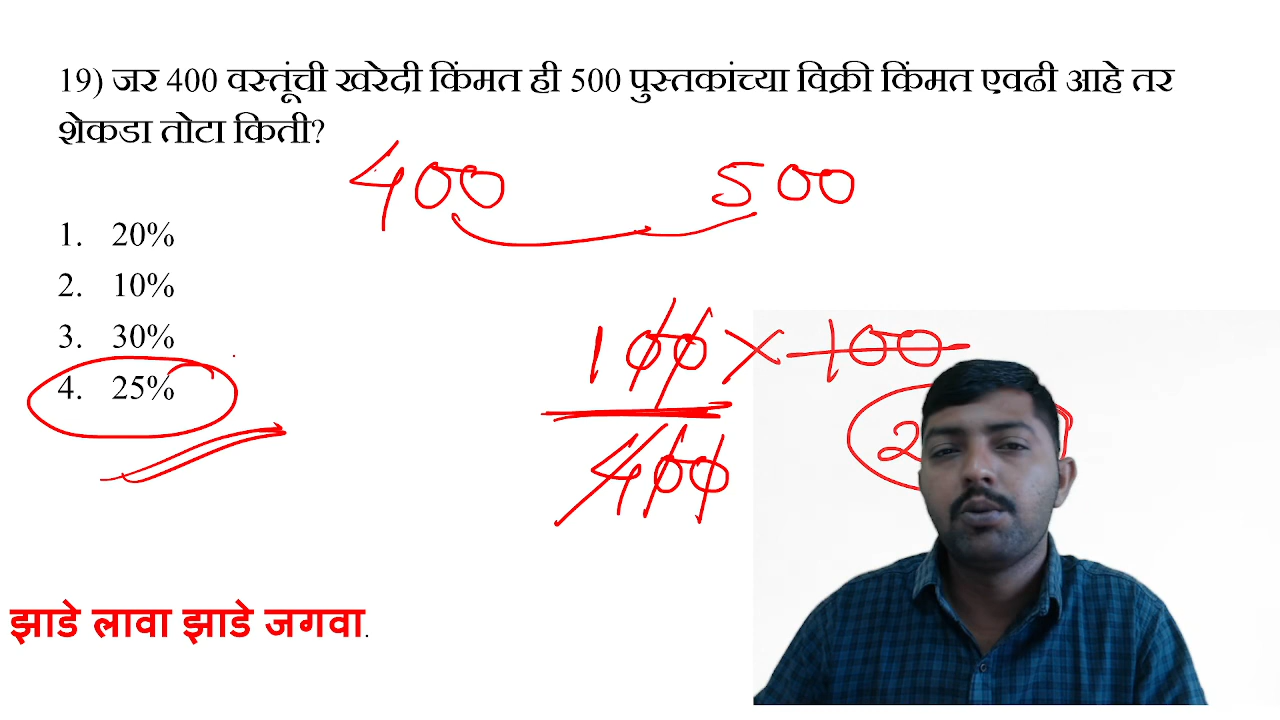 19) जर 400 वस्तूंची खरेदी किंमत ही 500 पुस्तकांच्या विक्री किंमत एवढी आहे तर
शेकडा तोटा किती?
400 500
1. 20%
2. 10%
3. 30%
4. 25%
100 × 100
400
2
झाडे लावा झाडे जगवा.